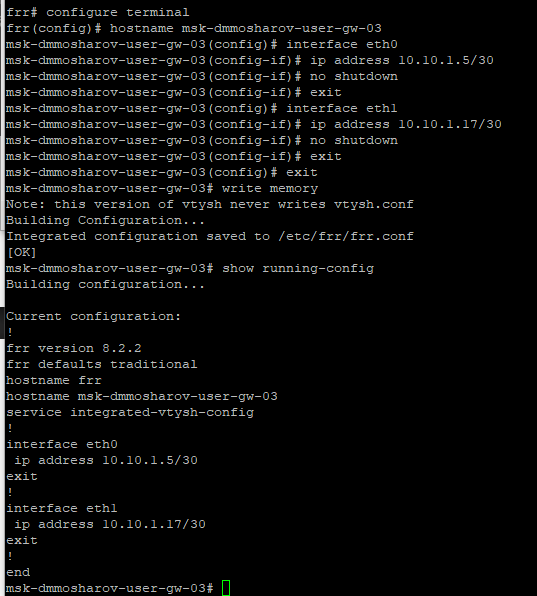 frr# configure terminal
frr(config)# hostname msk-dmmosharov-user-gw-03
msk-dmmosharov-user-gw-03(config)# interface eth0
msk-dmmosharov-user-gw-03(config-if)# ip address 10.10.1.5/30
msk-dmmosharov-user-gw-03(config-if)# no shutdown
msk-dmmosharov-user-gw-03(config-if)# exit
msk-dmmosharov-user-gw-03(config)# interface eth1
msk-dmmosharov-user-gw-03(config-if)# ip address 10.10.1.17/30
msk-dmmosharov-user-gw-03(config-if)# no shutdown
msk-dmmosharov-user-gw-03(config-if)# exit
msk-dmmosharov-user-gw-03(config)# exit
msk-dmmosharov-user-gw-03# write memory
Note: this version of vtysh never writes vtysh.conf
Building Configuration...
Integrated configuration saved to /etc/frr/frr.conf
[OK]
msk-dmmosharov-user-gw-03# show running-config
Building configuration...
Current configuration:
!
frr version 8.2.2
frr defaults traditional
hostname frr
hostname msk-dmmosharov-user-gw-03
service integrated-vtysh-config
!
interface eth0
 ip address 10.10.1.5/30
exit
!
interface eth1
 ip address 10.10.1.17/30
exit
!
end
msk-dmmosharov-user-gw-03#